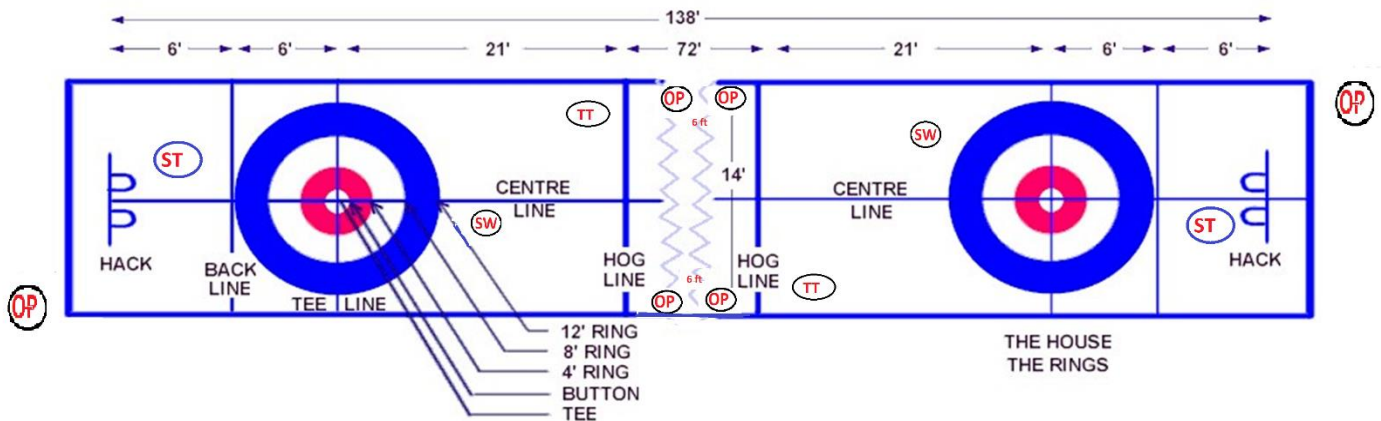 138'
6' 6' 21' 72' 21' 6' 6'
OP OP OP
6 ft
TT
SW
ST
14'
CENTRE
LINE
CENTRE
LINE
SW
ST
HACK
BACK
LINE
HOG
LINE
HOG
LINE
HACK
6 ft
TT
OP
OP OP
TEE LINE
12' RING
8' RING
4' RING
BUTTON
TEE
THE HOUSE
THE RINGS